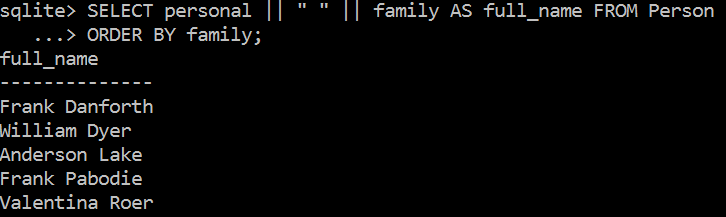 sqlite> SELECT personal || " " || family AS full_name FROM Person
   ...> ORDER BY family;
full_name
--------------
Frank Danforth
William Dyer
Anderson Lake
Frank Pabodie
Valentina Roer